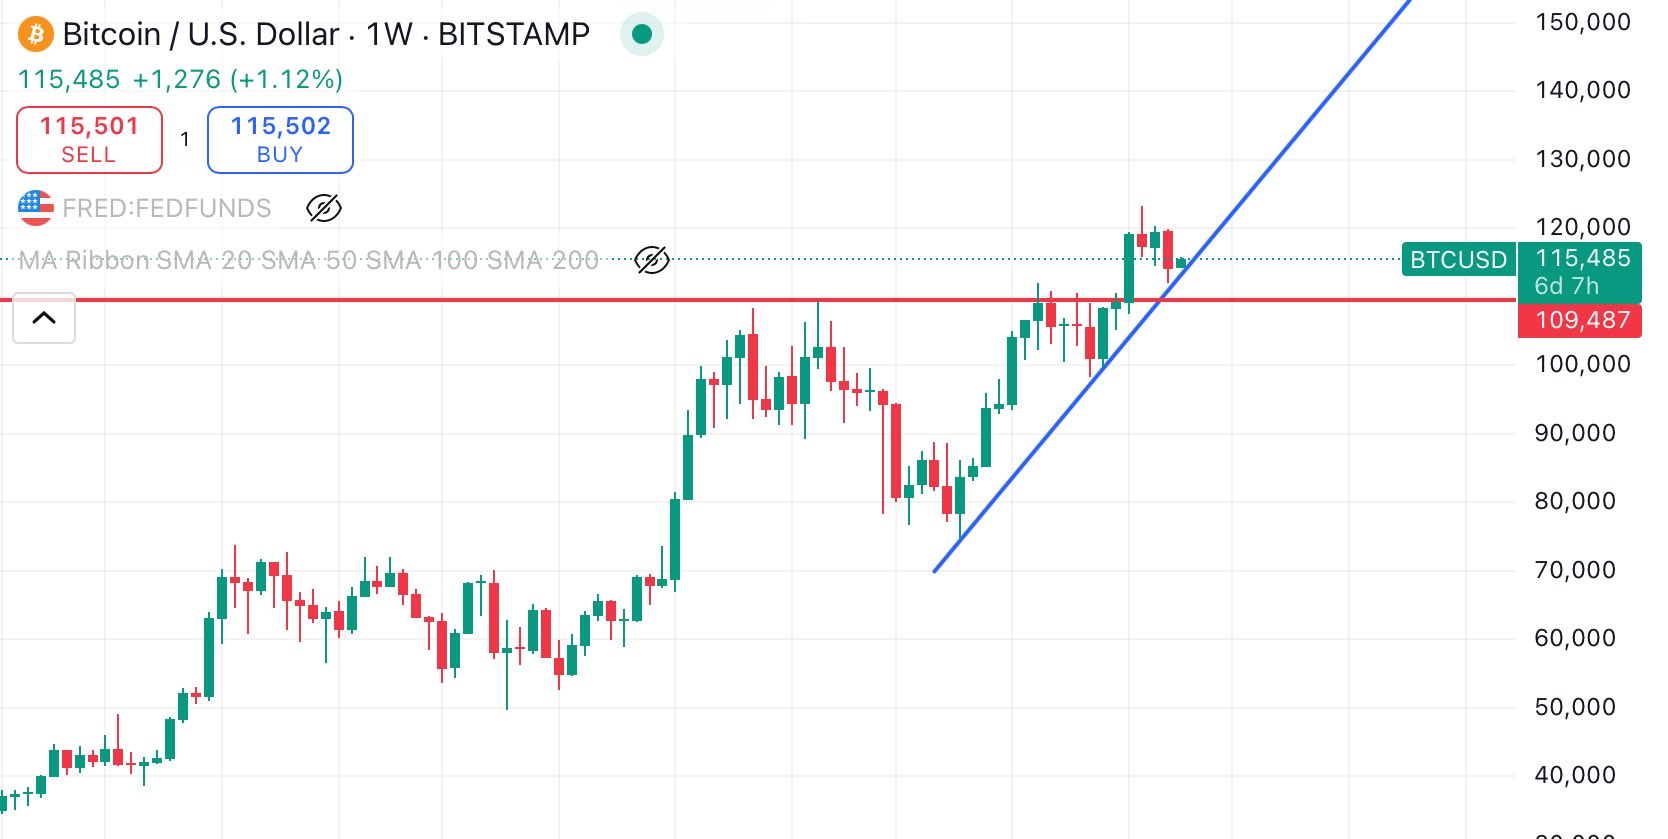 Bitcoin / U.S. Dollar · 1W · BITSTAMP
115,485 +1,276 (+1.12%)
115,501
SELL
1
115,502
BUY
FRED:FEDFUNDS
MA Ribbon SMA 20 SMA 50 SMA 100 SMA 200
150,000
140,000
130,000
120,000
BTCUSD 115,485
6d 7h
109,487
100,000
90,000
80,000
70,000
60,000
50,000
40,000